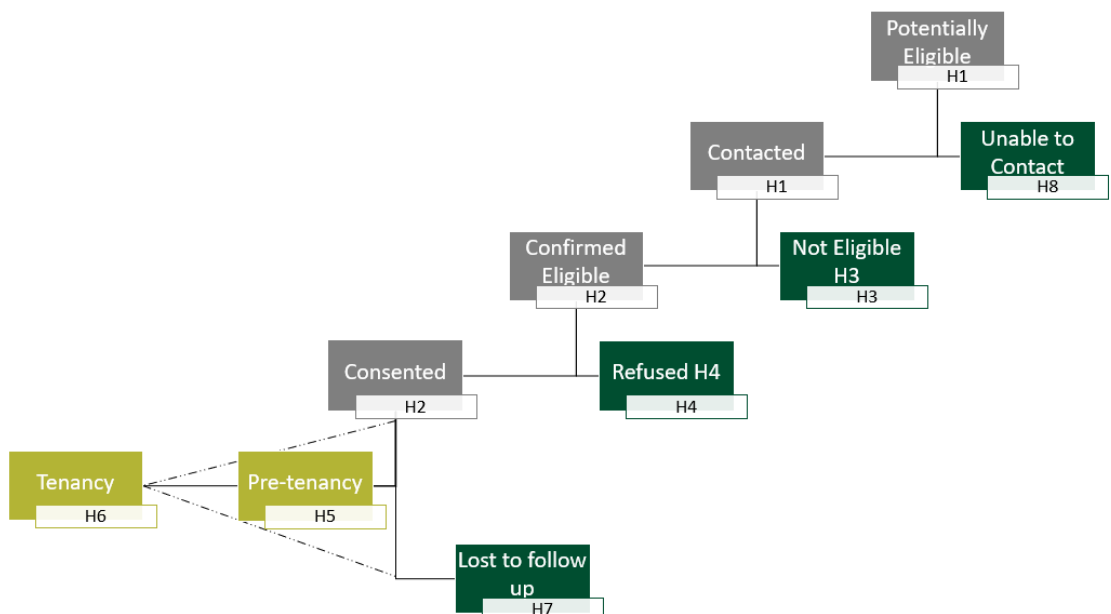 Potentially
Eligible
H1
Contacted
H1
Unable to
Contact
H8
Confirmed
Eligible
H2
Not Eligible
H3
H3
Consented
H2
Refused H4
H4
Tenancy
H6
Pre-tenancy
H5
Lost to follow
up
H7